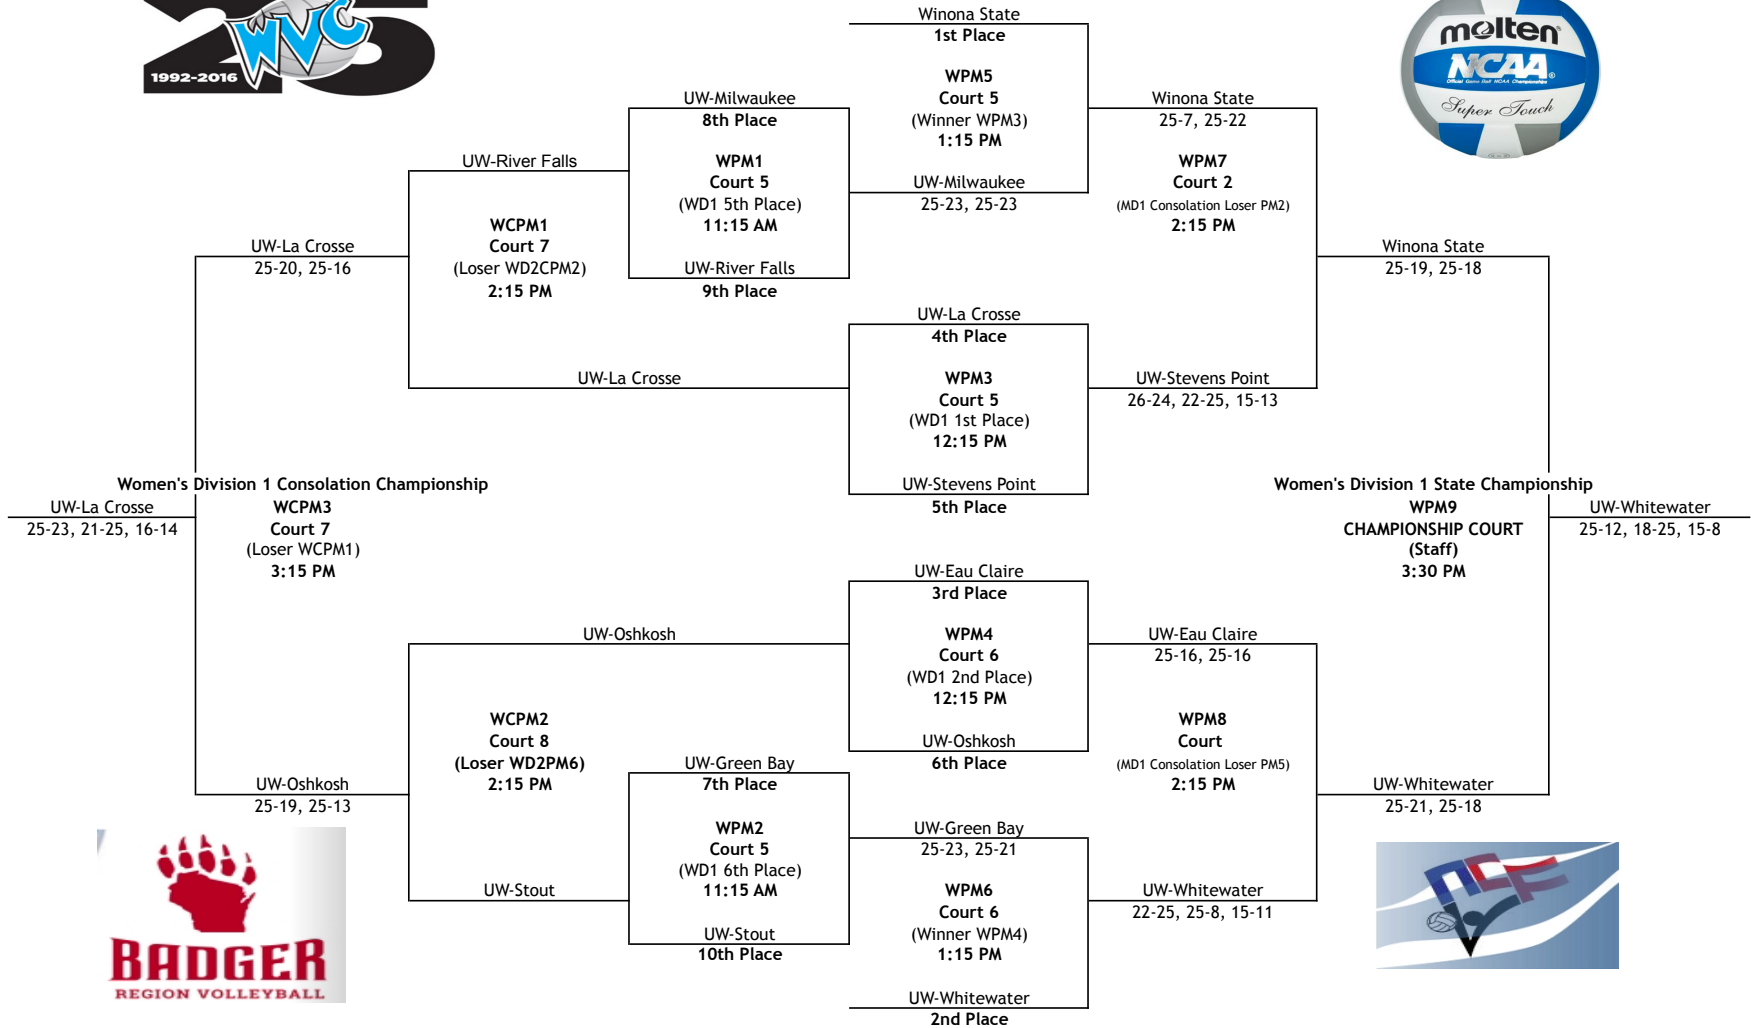 25
WVC
1992-2016
Winona State
1st Place
WPM5
Court 5
(Winner WPM3)
1:15 PM
UW-Milwaukee
25-23, 25-23
molten
NCAA
Super Touch
UW-Milwaukee
8th Place
WPM1
Court 5
(WD1 5th Place)
11:15 AM
UW-River Falls
9th Place
Winona State
25-7, 25-22
WPM7
Court 2
(MD1 Consolation Loser PM2)
2:15 PM
UW-River Falls
WCPM1
Court 7
(Loser WD2CPM2)
2:15 PM
UW-La Crosse
25-20, 25-16
Winona State
25-19, 25-18
UW-La Crosse
4th Place
WPM3
Court 5
(WD1 1st Place)
12:15 PM
UW-Stevens Point
5th Place
UW-La Crosse
UW-Stevens Point
26-24, 22-25, 15-13
Women's Division 1 Consolation Championship
UW-La Crosse
25-23, 21-25, 16-14
WCPM3
Court 7
(Loser WCPM1)
3:15 PM
Women's Division 1 State Championship
WPM9
CHAMPIONSHIP COURT
(Staff)
3:30 PM
UW-Whitewater
25-12, 18-25, 15-8
UW-Eau Claire
3rd Place
WPM4
Court 6
(WD1 2nd Place)
12:15 PM
UW-Oshkosh
6th Place
UW-Oshkosh
UW-Eau Claire
25-16, 25-16
WCPM2
Court 8
(Loser WD2PM6)
2:15 PM
WPM8
Court
(MD1 Consolation Loser PM5)
2:15 PM
UW-Oshkosh
25-19, 25-13
UW-Green Bay
7th Place
WPM2
Court 5
(WD1 6th Place)
11:15 AM
UW-Stout
10th Place
UW-Whitewater
25-21, 25-18
UW-Green Bay
25-23, 25-21
WPM6
Court 6
(Winner WPM4)
1:15 PM
UW-Whitewater
2nd Place
UW-Stout
UW-Whitewater
22-25, 25-8, 15-11
BADGER
REGION VOLLEYBALL
NCVF